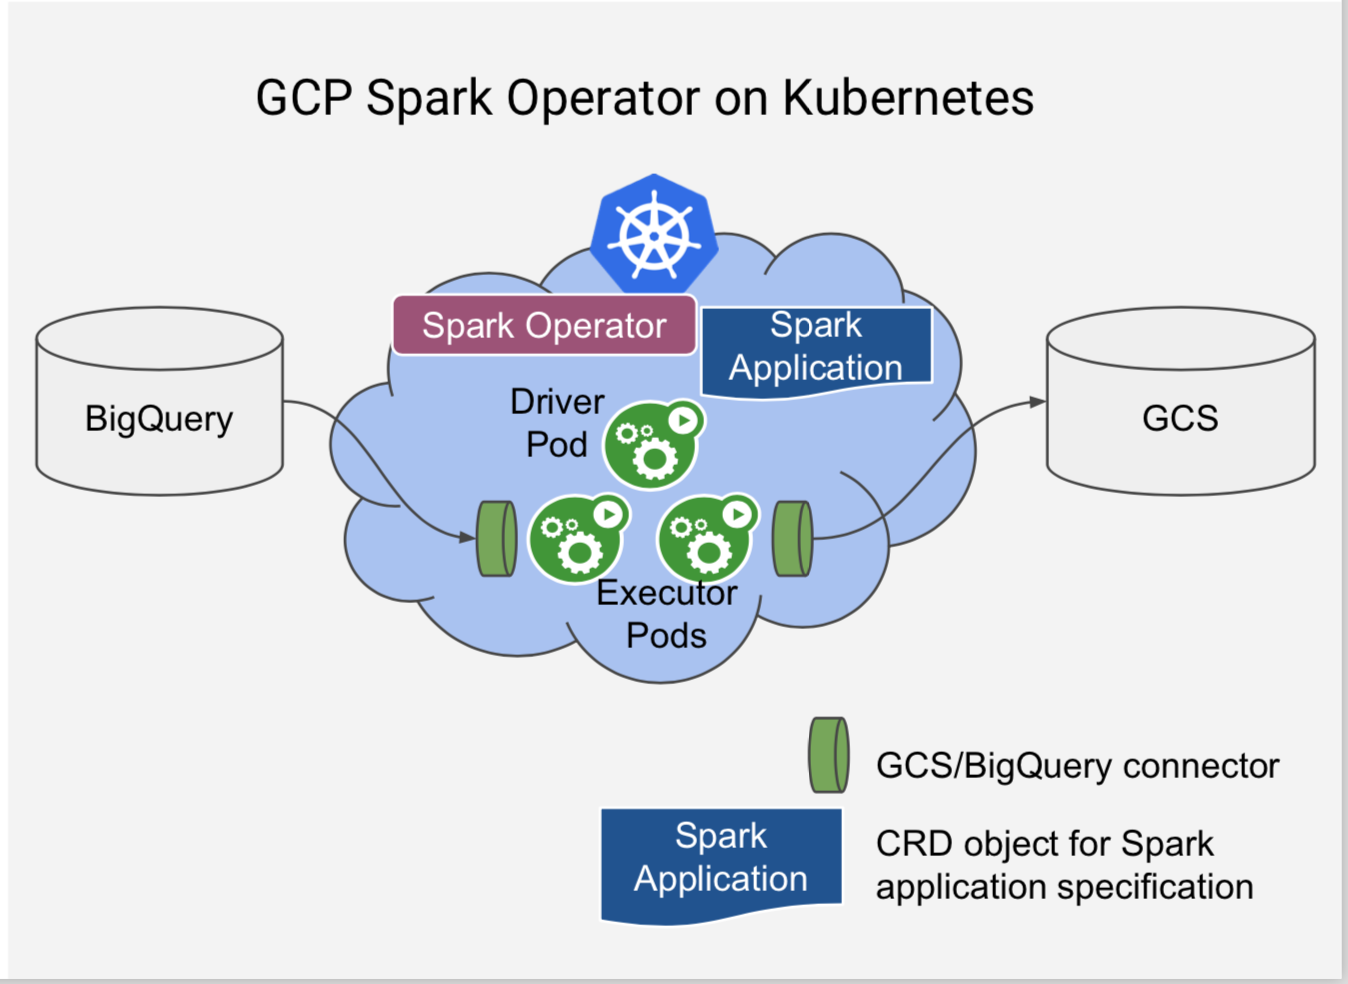 GCP Spark Operator on Kubernetes
Spark Operator
Spark
Application
BigQuery
Driver
Pod
GCS
Executor
Pods
GCS/BigQuery connector
Spark
Application
CRD object for Spark
application specification